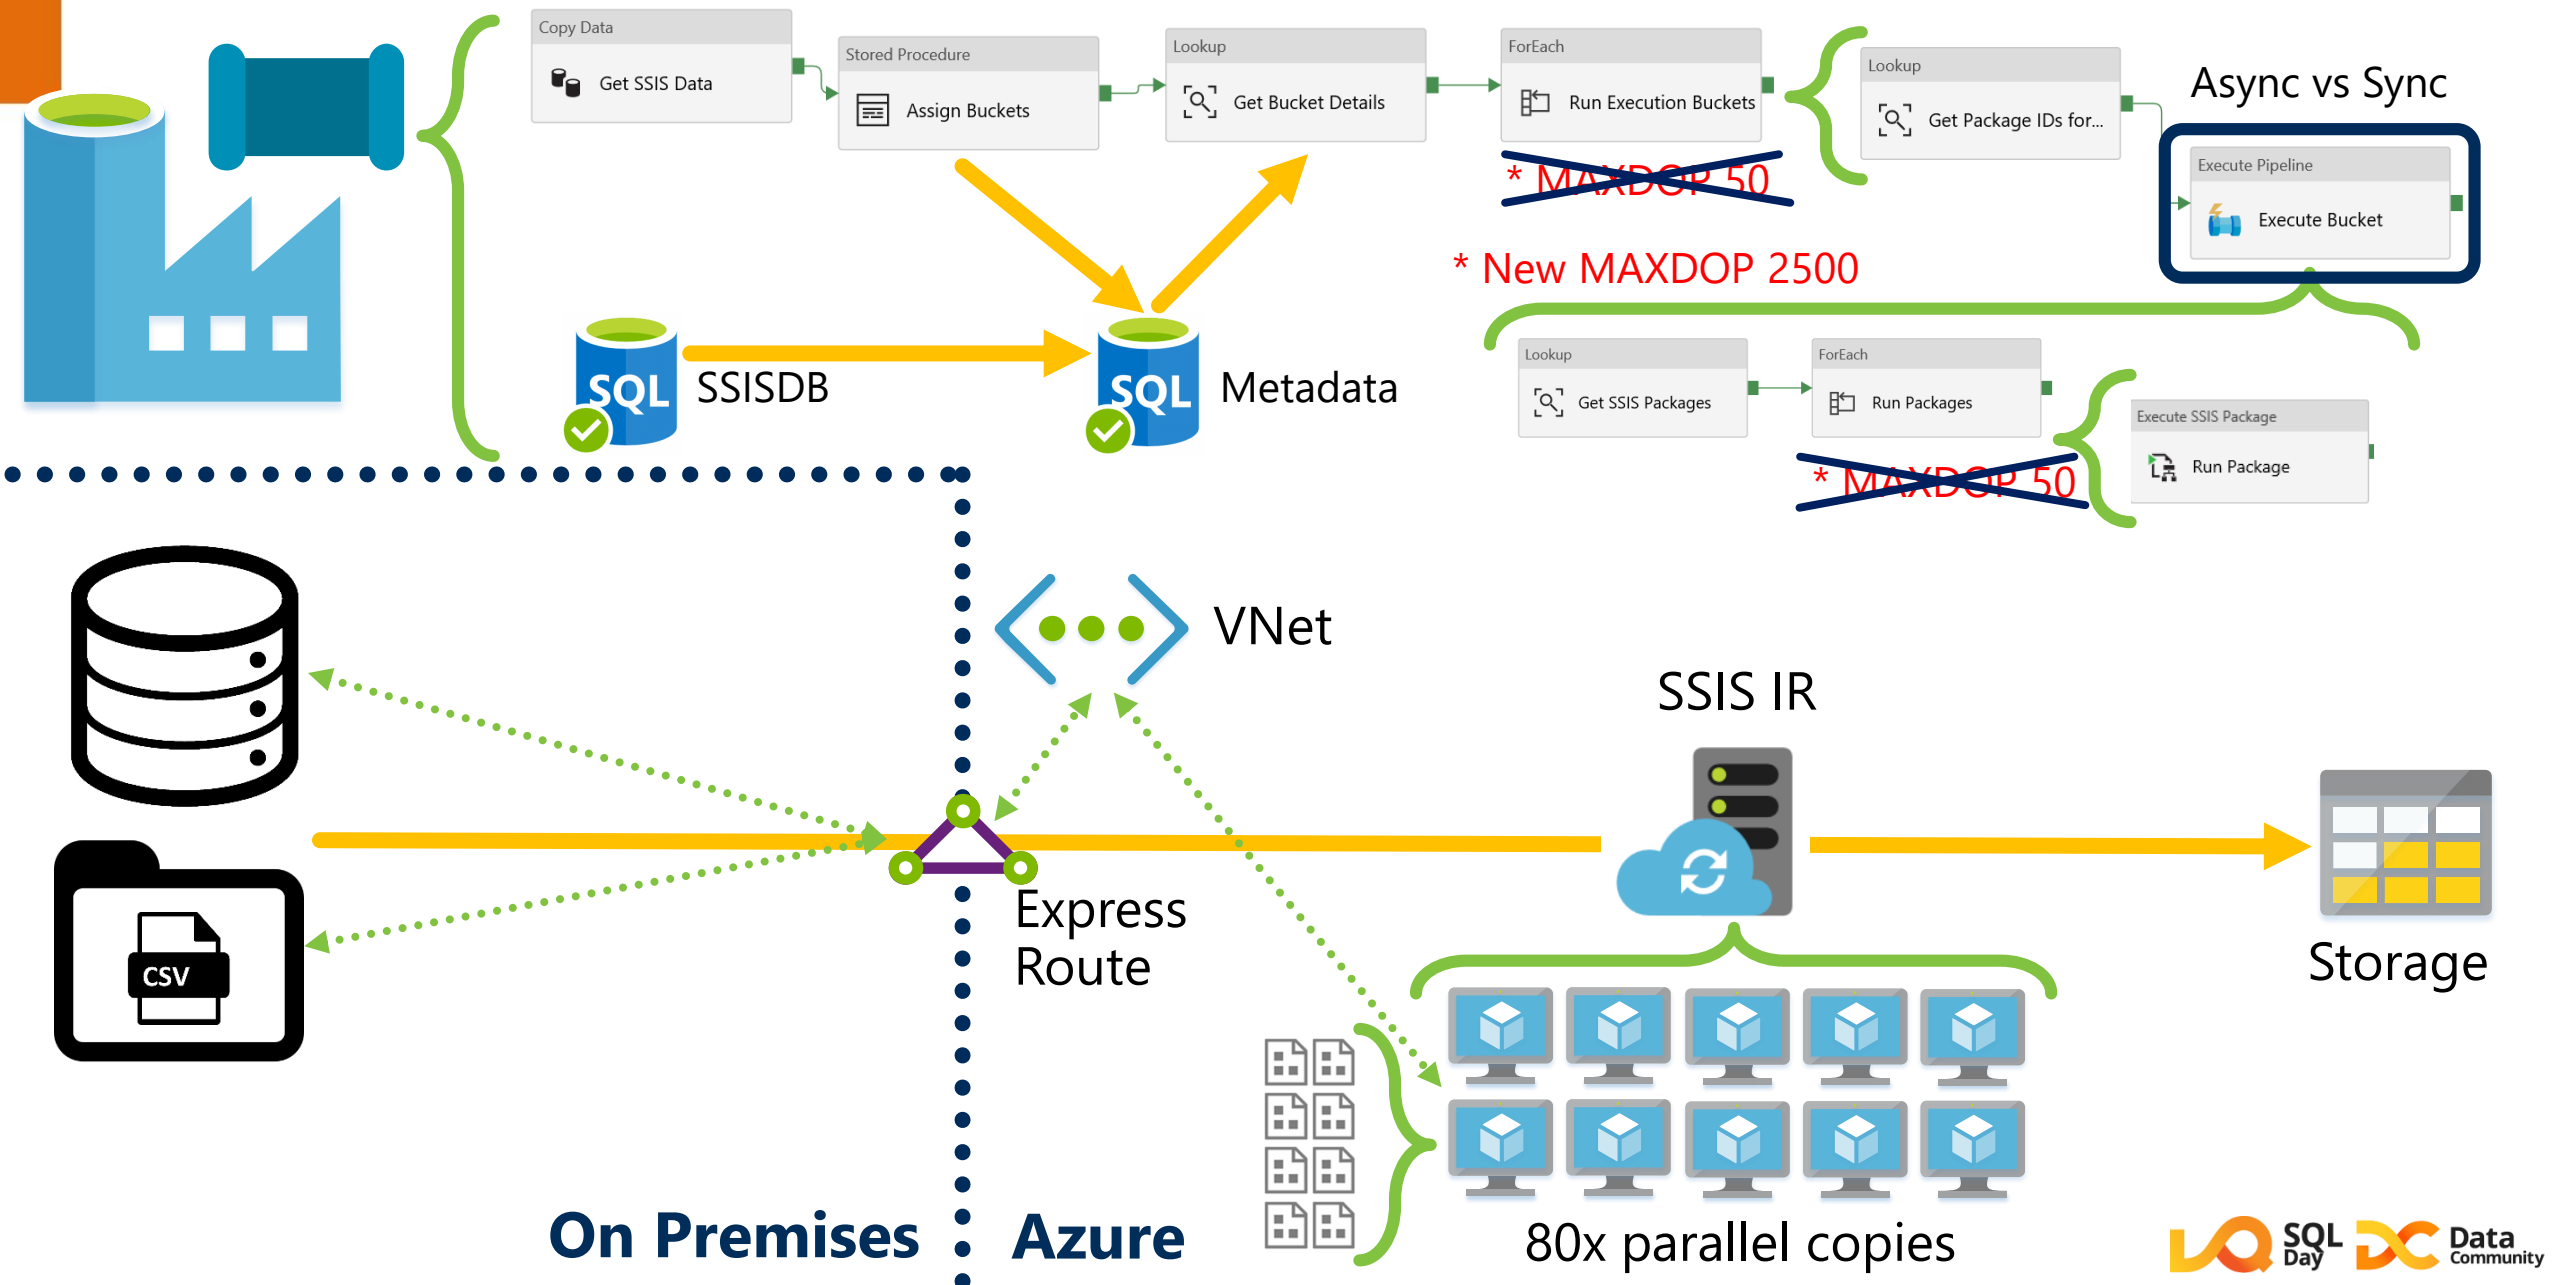 Copy Data
Get SSIS Data
Stored Procedure
Assign Buckets
Lookup
Get Bucket Details
ForEach
Run Execution Buckets
* MAXDOP 50
Lookup
Get Package IDs for...
Async vs Sync
Execute Pipeline
Execute Bucket
* New MAXDOP 2500
SQL
SSISDB
SQL
Metadata
Lookup
Get SSIS Packages
ForEach
Run Packages
* MAXDOP 50
Execute SSIS Package
Run Package
VNet
SSIS IR
Express
Route
Storage
CSV
On Premises
Azure
80x parallel copies
SQL
Day
Data
Community